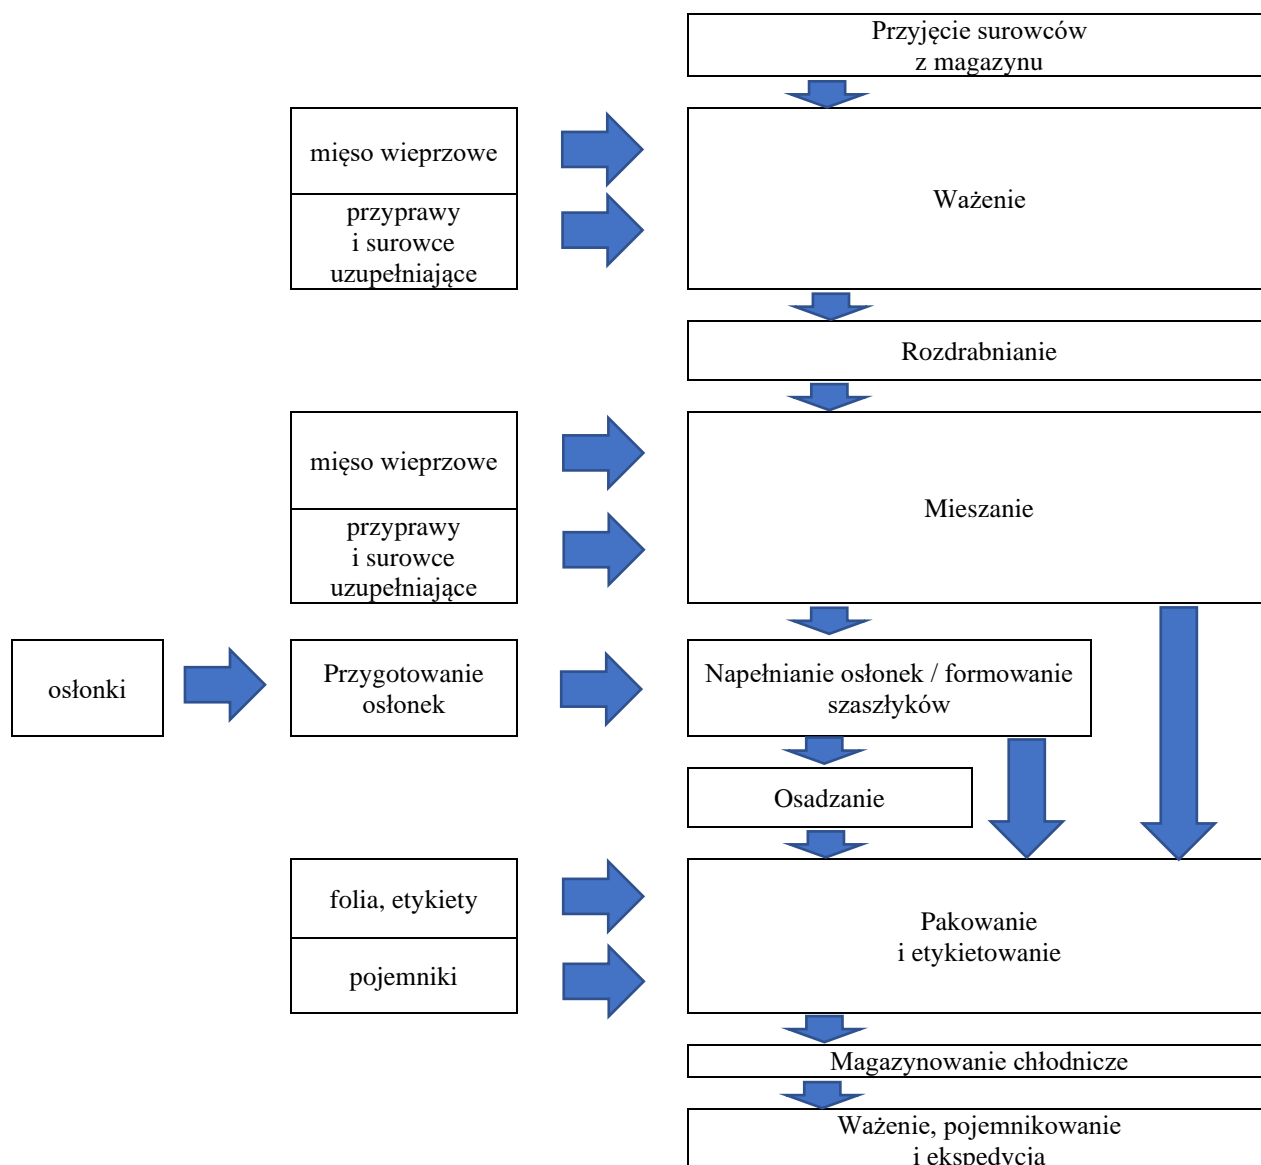 Przyjęcie surowców
z magazynu
mięso wieprzowe
przyprawy
i surowce
uzupełniające
Ważenie
Rozdrabnianie
mięso wieprzowe
przyprawy
i surowce
uzupełniające
Mieszanie
osłonki
Przygotowanie
osłonek
Napełnianie osłonek / formowanie
szaszłyków
Osadzanie
folia, etykiety
pojemniki
Pakowanie
i etykietowanie
Magazynowanie chłodnicze
Ważenie, pojemnikowanie
i ekspedycja